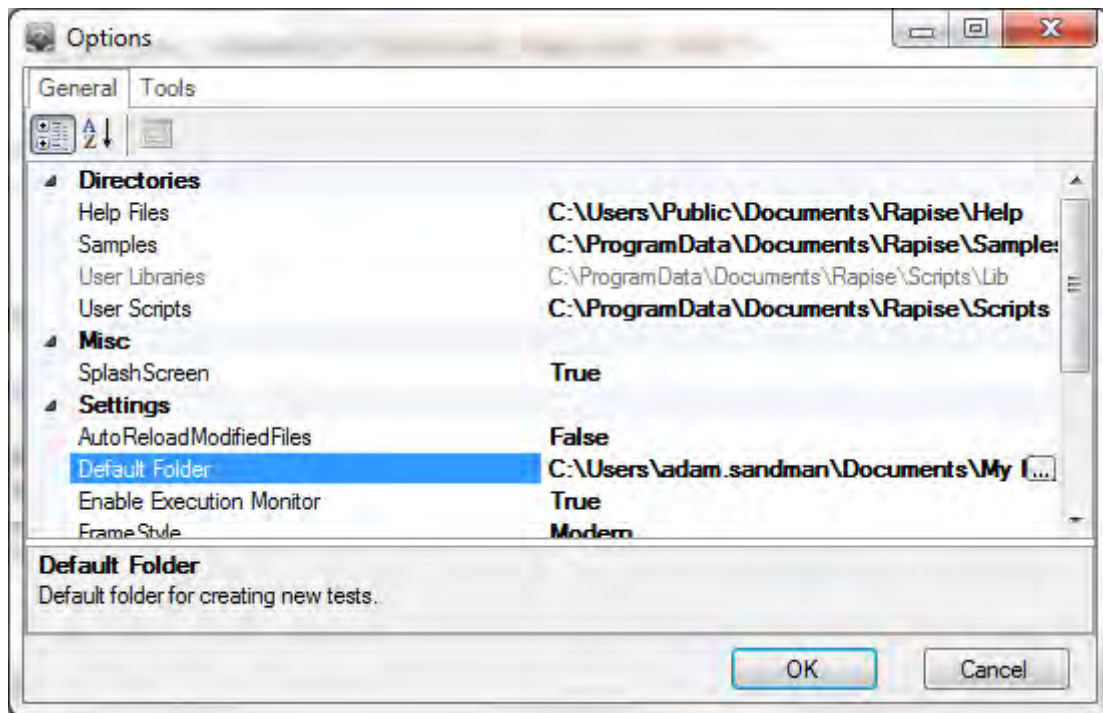 Options
General Tools
Directories
Help Files C:\Users\Public\Documents\Rapise\Help
Samples C:\ProgramData\Documents\Rapise\Samples
User Libraries C:\ProgramData\Documents\Rapise\Scripts\Lib
User Scripts C:\ProgramData\Documents\Rapise\Scripts
Misc
SplashScreen True
Settings
AutoReloadModifiedFiles False
Default Folder C:\Users\adam.sandman\Documents\My ...
Enable Execution Monitor True
FrameStyle Modern
Default Folder
Default folder for creating new tests.
OK Cancel